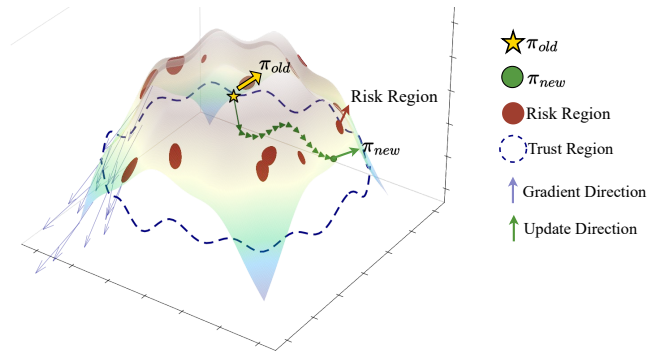 π_old
Risk Region
π_new
π_old
π_new
Risk Region
Trust Region
Gradient Direction
Update Direction